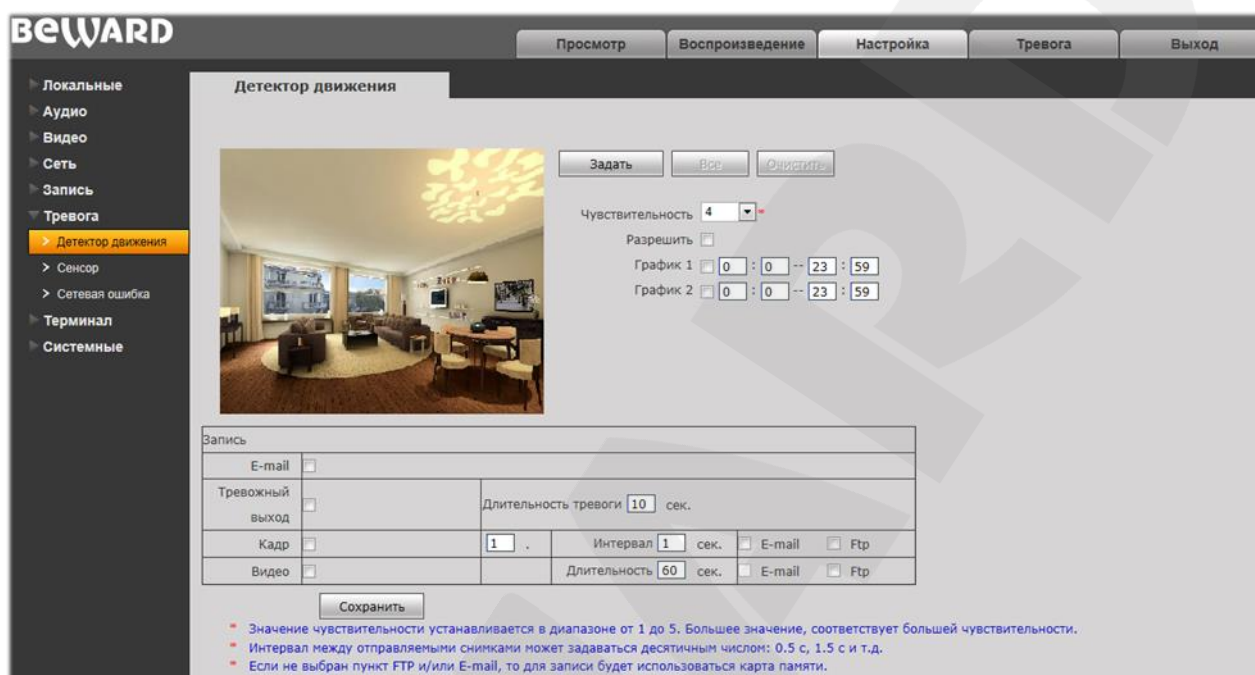 BEWARD
Просмотр Воспроизведение Настройка Тревога Выход
Локальные
Аудио
Видео
Сеть
Запись
Тревога
> Детектор движения
> Сенсор
> Сетевая ошибка
Терминал
Системные
Детектор движения
Задать Все Очистить
Чувствительность 4 *
Разрешить
График 1 0 : 0 -- 23 : 59
График 2 0 : 0 -- 23 : 59
Запись
E-mail
Тревожный
выход
Длительность тревоги 10 сек.
Кадр 1 . Интервал 1 сек. E-mail Ftp
Видео Длительность 60 сек. E-mail Ftp
Сохранить
* Значение чувствительности устанавливается в диапазоне от 1 до 5. Большее значение, соответствует большей чувствительности.
* Интервал между отправляемыми снимками может задаваться десятичным числом: 0.5 с, 1.5 с и т.д.
* Если не выбран пункт FTP и/или E-mail, то для записи будет использоваться карта памяти.